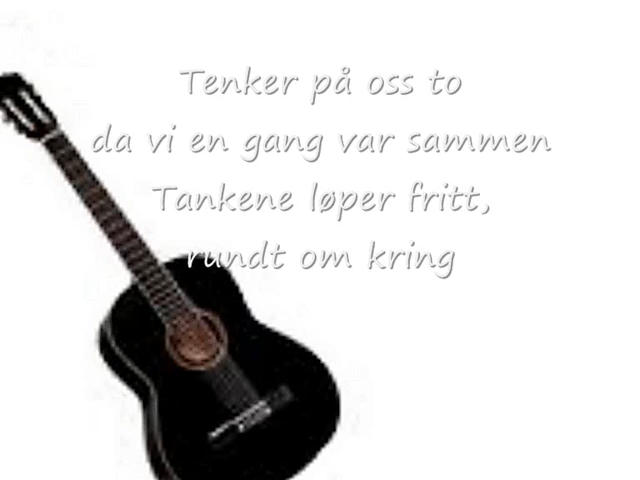 Tenker på oss to
da vi en gang var sammen
Tankene løper fritt,
rundt om kring